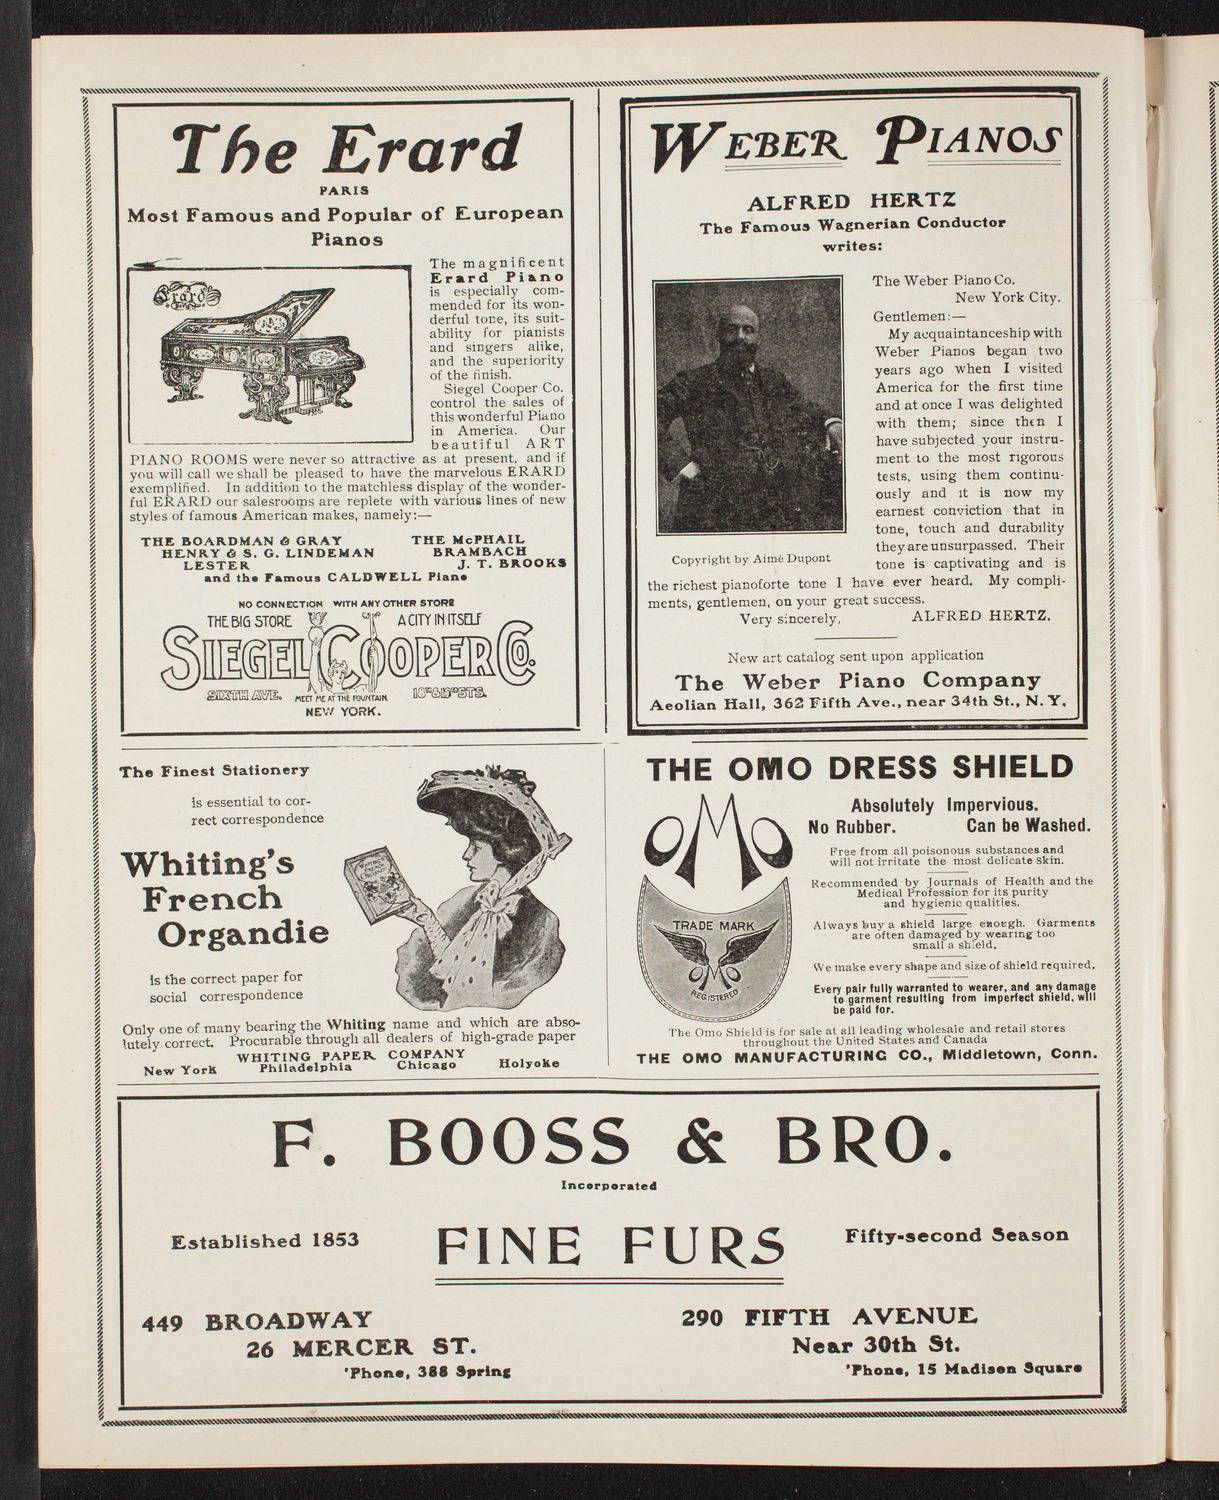 The Erard
PARIS
Most Famous and Popular of European
Pianos
Erard
The magnificent
Erard Piano
is especially com-
mended for its won-
derful tone, its suit-
ability for pianists
and singers alike,
and the superiority
of the finish.
Siegel Cooper Co.
control the sales of
this wonderful Piano
in America. Our
beautiful ART
PIANO ROOMS were never so attractive as at present, and if
you will call we shall be pleased to have the marvelous ERARD
exemplified. In addition to the matchless display of the wonder-
ful ERARD our salesrooms are replete with various lines of new
styles of famous American makes, namely:—
THE BOARDMAN & GRAY THE McPHAIL
HENRY & S. G. LINDEMAN BRAMBACH
LESTER J. T. BROOKS
and the Famous CALDWELL Piano
NO CONNECTION WITH ANY OTHER STORE
THE BIG STORE A CITY IN ITSELF
SIEGEL COOPER CO.
SIXTH AVE. MEET ME AT THE FOUNTAIN. 18TH & 19TH STS.
NEW YORK.
WEBER PIANOS
ALFRED HERTZ
The Famous Wagnerian Conductor
writes:
The Weber Piano Co.
New York City.
Gentlemen:—
My acquaintanceship with
Weber Pianos began two
years ago when I visited
America for the first time
and at once I was delighted
with them; since then I
have subjected your instru-
ment to the most rigorous
tests, using them continu-
ously and it is now my
earnest conviction that in
tone, touch and durability
they are unsurpassed. Their
tone is captivating and is
Copyright by Aimé Dupont
the richest pianoforte tone I have ever heard. My compli-
ments, gentlemen, on your great success.
Very sincerely, ALFRED HERTZ.
New art catalog sent upon application
The Weber Piano Company
Aeolian Hall, 362 Fifth Ave., near 34th St., N. Y.
The Finest Stationery
is essential to cor-
rect correspondence
Whiting's
French
Organdie
is the correct paper for
social correspondence
WHITING'S
FRENCH
ORGANDIE
Only one of many bearing the Whiting name and which are abso-
lutely correct. Procurable through all dealers of high-grade paper
WHITING PAPER COMPANY
New York Philadelphia Chicago Holyoke
THE OMO DRESS SHIELD
OMO
Absolutely Impervious.
No Rubber. Can be Washed.
Free from all poisonous substances and
will not irritate the most delicate skin.
Recommended by Journals of Health and the
Medical Profession for its purity
and hygienic qualities.
Always buy a shield large enough. Garments
are often damaged by wearing too
small a shield.
We make every shape and size of shield required.
Every pair fully warranted to wearer, and any damage
to garment resulting from imperfect shield, will
be paid for.
TRADE MARK
OMO
REGISTERED
The Omo Shield is for sale at all leading wholesale and retail stores
throughout the United States and Canada
THE OMO MANUFACTURING CO., Middletown, Conn.
F. BOOSS & BRO.
Incorporated
Established 1853 FINE FURS Fifty-second Season
449 BROADWAY
26 MERCER ST.
'Phone, 388 Spring
290 FIFTH AVENUE
Near 30th St.
'Phone, 15 Madison Square